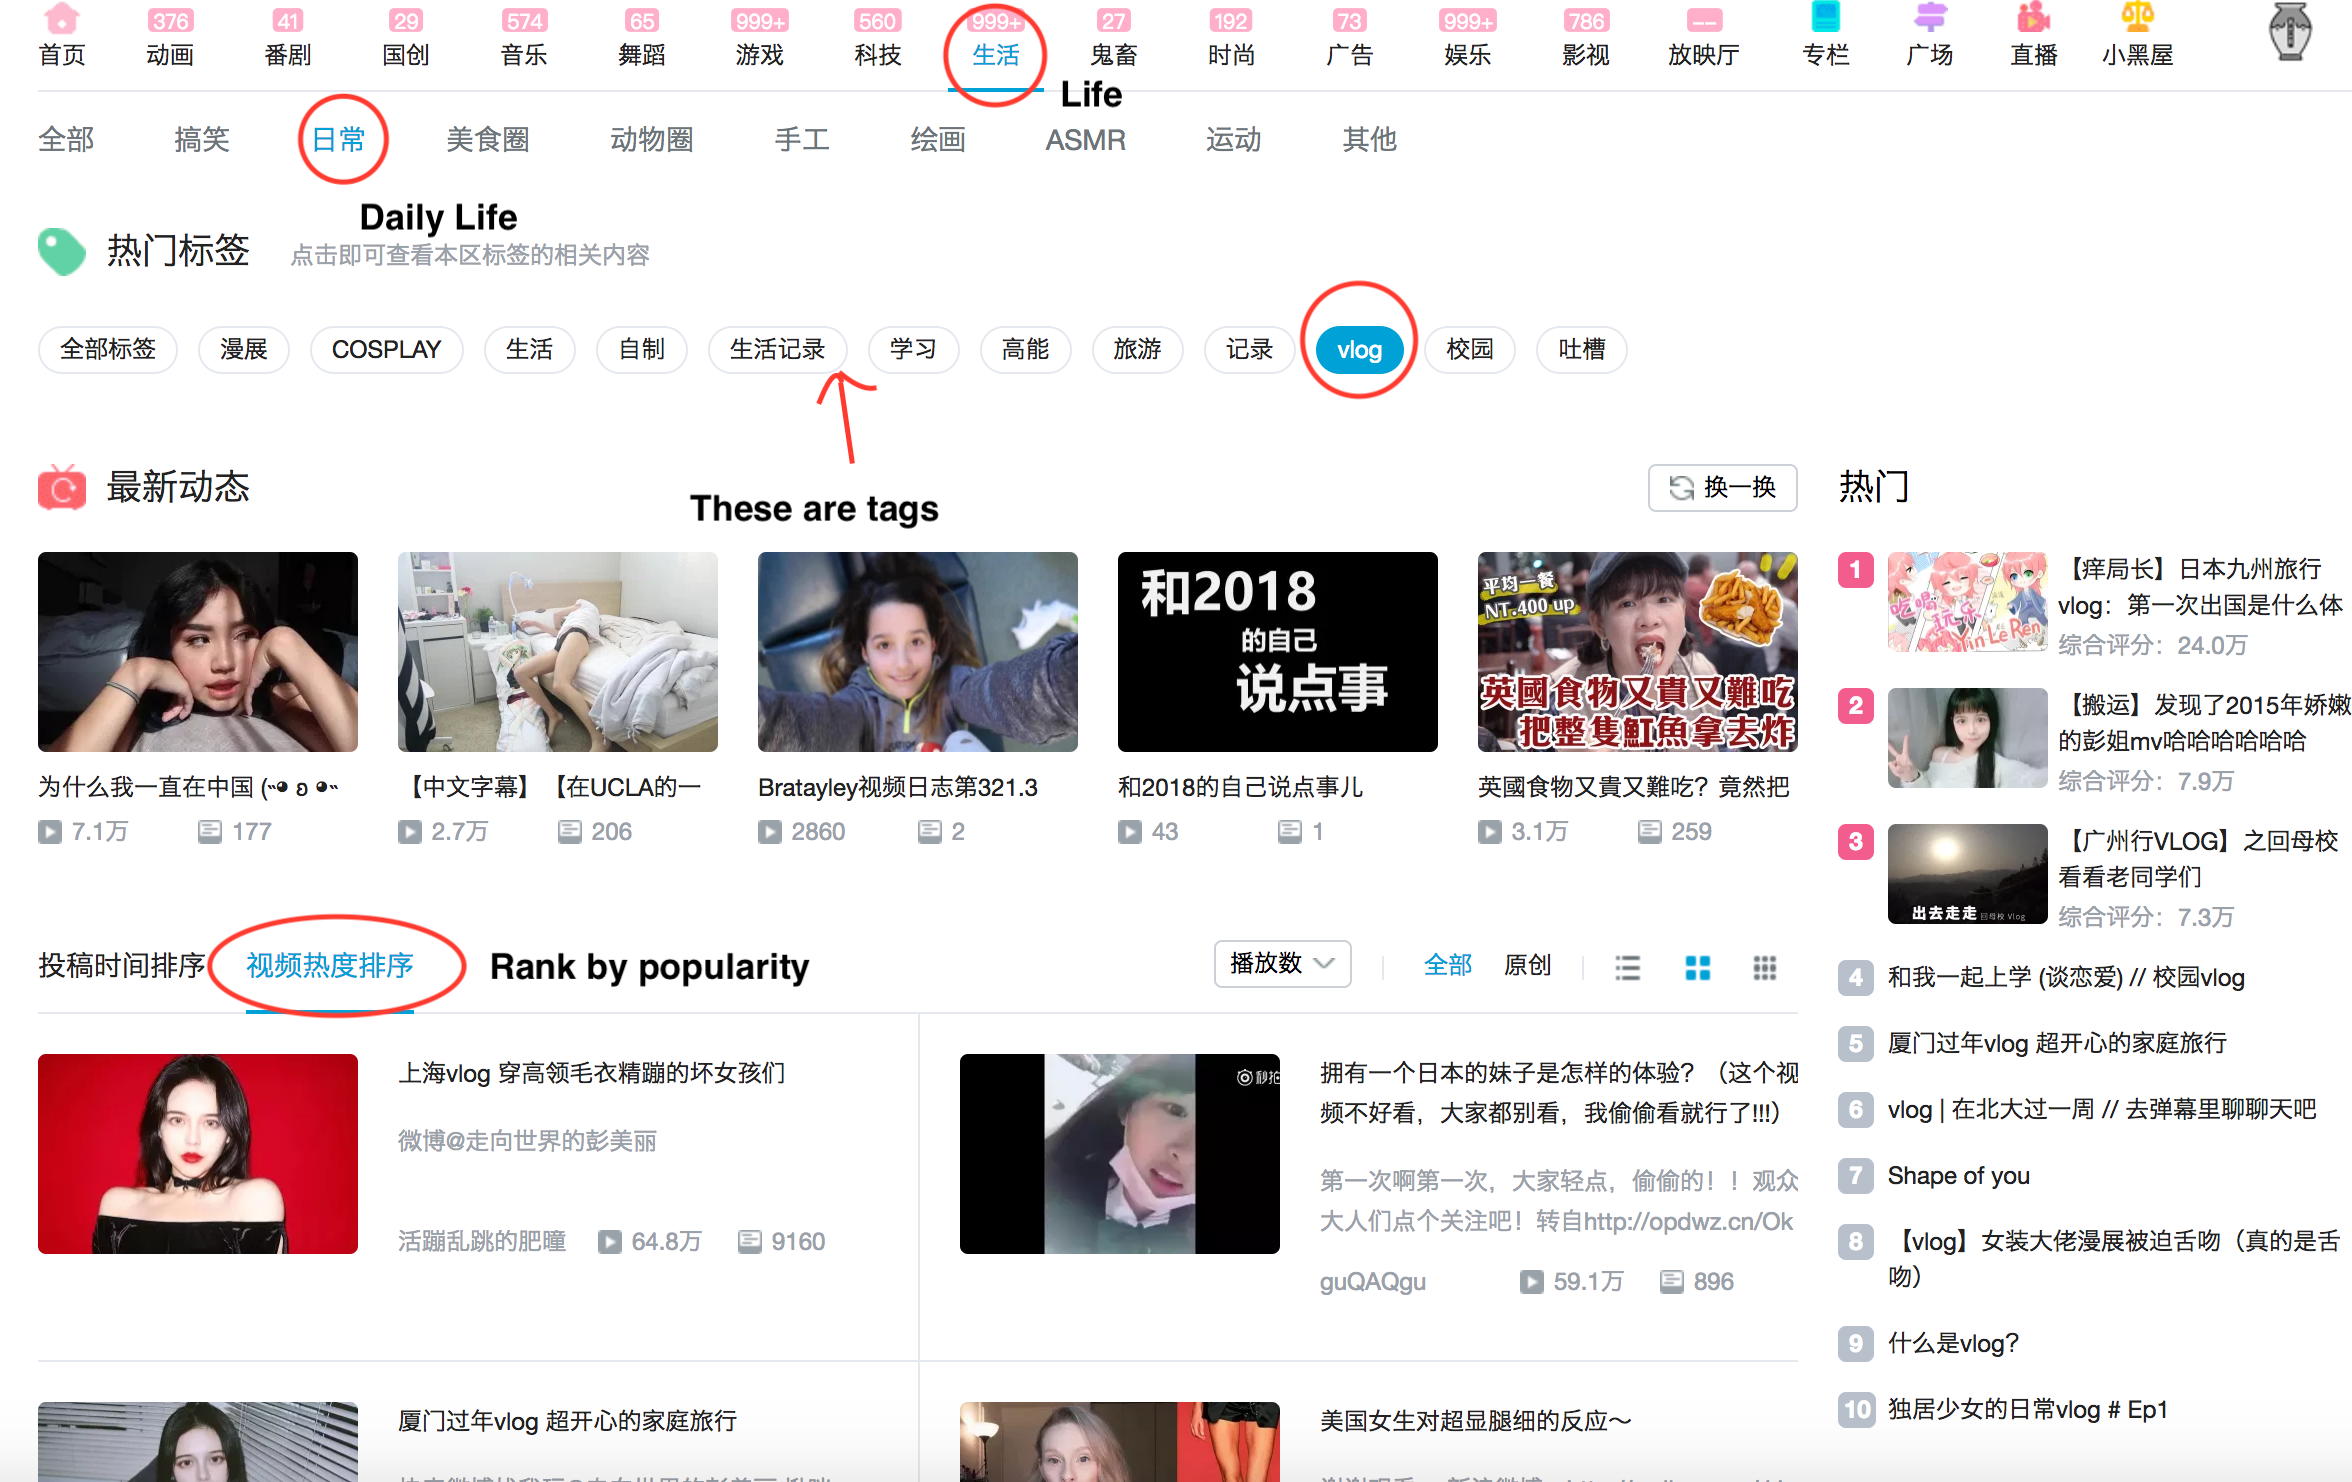 376
41
29
574
65
999+
560
999+
27
192
73
999+
786
--
首页
动画
番剧
国创
音乐
舞蹈
游戏
科技
生活
鬼畜
时尚
广告
娱乐
影视
放映厅
专栏
广场
直播
小黑屋
Life
全部
搞笑
日常
美食圈
动物圈
手工
绘画
ASMR
运动
其他
Daily Life
热门标签
点击即可查看本区标签的相关内容
全部标签
漫展
COSPLAY
生活
自制
生活记录
学习
高能
旅游
记录
vlog
校园
吐槽
These are tags
最新动态
换一换
平均一餐
NT.400 up
英國食物又貴又難吃
把整隻魟魚拿去炸
和2018
的自己
说点事
为什么我一直在中国 (
7.1万
177
【中文字幕】【在UCLA的一
2.7万
206
Bratayley视频日志第321.3
2860
2
和2018的自己说点事儿
43
1
英國食物又貴又難吃？竟然把
3.1万
259
投稿时间排序
视频热度排序
Rank by popularity
播放数
全部
原创
上海vlog 穿高领毛衣精蹦的坏女孩们
微博@走向世界的彭美丽
活蹦乱跳的肥曈
64.8万
9160
秒拍
拥有一个日本的妹子是怎样的体验？（这个视
频不好看，大家都别看，我偷偷看就行了!!!）
第一次啊第一次，大家轻点，偷偷的！！观众
大人们点个关注吧！转自http://opdwz.cn/Ok
guQAQgu
59.1万
896
厦门过年vlog 超开心的家庭旅行
美国女生对超显腿细的反应～
热门
1
吃喝玩乐
Yin Le Ren
【痒局长】日本九州旅行
vlog：第一次出国是什么体
综合评分：24.0万
2
【搬运】发现了2015年娇嫩
的彭姐mv哈哈哈哈哈哈
综合评分：7.9万
3
出去走走 回母校 Vlog
【广州行VLOG】之回母校
看看老同学们
综合评分：7.3万
4
和我一起上学 (谈恋爱) // 校园vlog
5
厦门过年vlog 超开心的家庭旅行
6
vlog | 在北大过一周 // 去弹幕里聊聊天吧
7
Shape of you
8
【vlog】女装大佬漫展被迫舌吻（真的是舌
吻）
9
什么是vlog？
10
独居少女的日常vlog # Ep1